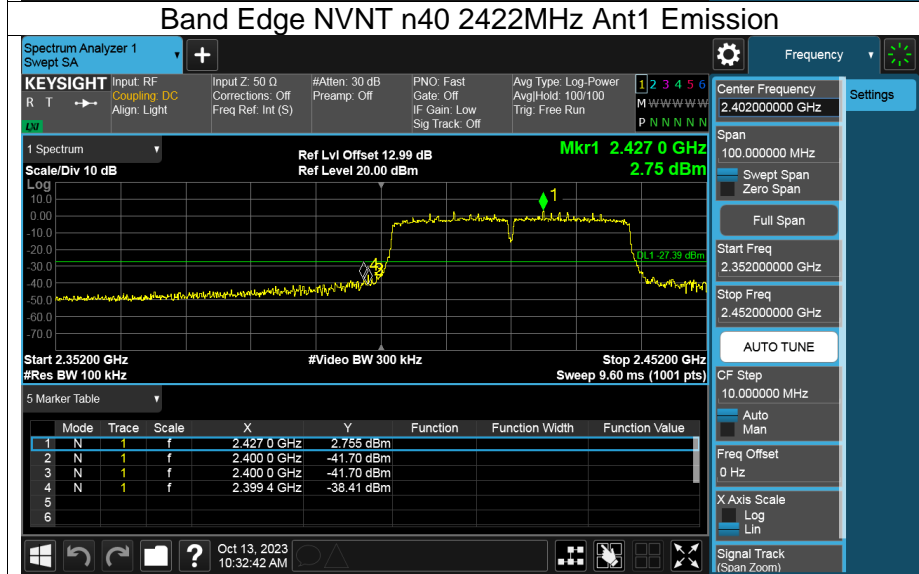 Band Edge NVNT n40 2422MHz Ant1 Emission
Spectrum Analyzer 1
Swept SA
+
Frequency
KEYSIGHT
R T
LXI
Input: RF
Coupling: DC
Align: Light
Input Z: 50 Ω
Corrections: Off
Freq Ref: Int (S)
#Atten: 30 dB
Preamp: Off
PNO: Fast
Gate: Off
IF Gain: Low
Sig Track: Off
Avg Type: Log-Power
Avg|Hold: 100/100
Trig: Free Run
1 2 3 4 5 6
M W W W W W
P N N N N N
1 Spectrum
Scale/Div 10 dB
Ref Lvl Offset 12.99 dB
Ref Level 20.00 dBm
Mkr1 2.427 0 GHz
2.75 dBm
Log
10.0
0.00
-10.0
-20.0
-30.0
-40.0
-50.0
-60.0
-70.0
1
DL1 -27.39 dBm
Start 2.35200 GHz
#Res BW 100 kHz
#Video BW 300 kHz
Stop 2.45200 GHz
Sweep 9.60 ms (1001 pts)
5 Marker Table
Mode Trace Scale X Y Function Function Width Function Value
1 N 1 f 2.427 0 GHz 2.755 dBm
2 N 1 f 2.400 0 GHz -41.70 dBm
3 N 1 f 2.400 0 GHz -41.70 dBm
4 N 1 f 2.399 4 GHz -38.41 dBm
5
6
?
Oct 13, 2023
10:32:42 AM
Center Frequency
2.402000000 GHz
Span
100.000000 MHz
Swept Span
Zero Span
Full Span
Start Freq
2.352000000 GHz
Stop Freq
2.452000000 GHz
AUTO TUNE
CF Step
10.000000 MHz
Auto
Man
Freq Offset
0 Hz
X Axis Scale
Log
Lin
Signal Track
(Span Zoom)
Settings